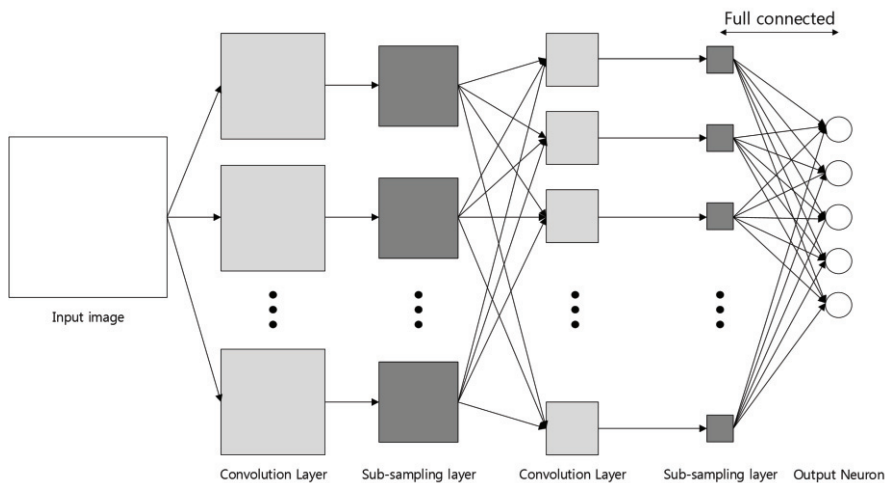 Full connected
Input image
Convolution Layer
Sub-sampling layer
Convolution Layer
Sub-sampling layer
Output Neuron